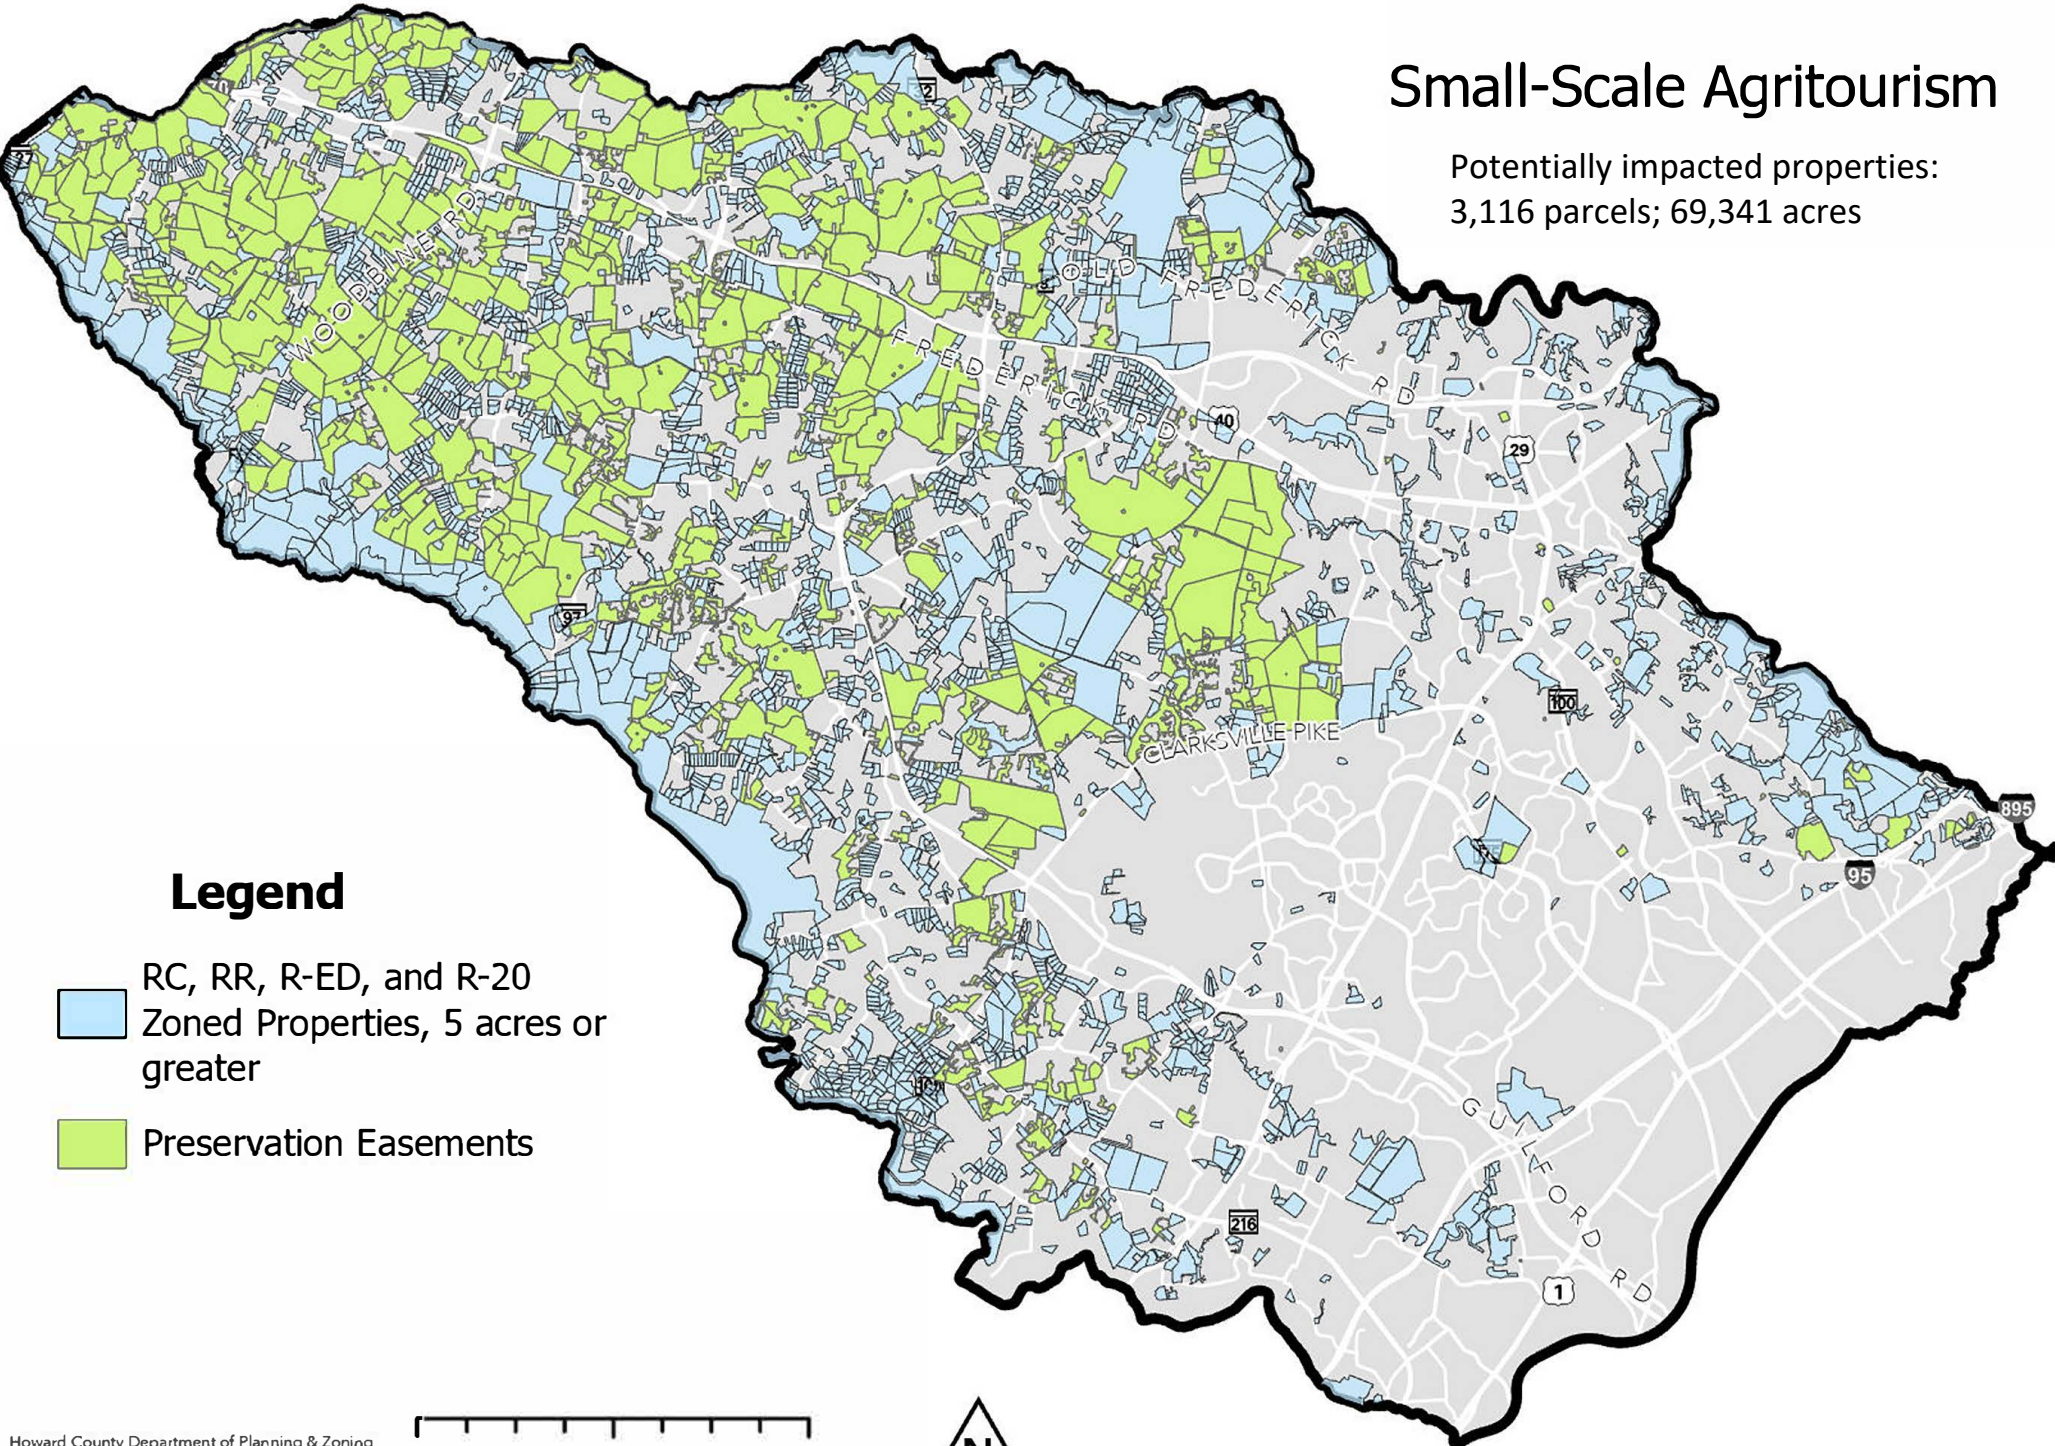 Small-Scale Agritourism
Potentially impacted properties:
3,116 parcels; 69,341 acres
32
27
WOODBINE RD
OLD FREDERICK RD
FREDERICK RD
40
29
97
100
CLARKSVILLE PIKE
895
95
Legend
RC, RR, R-ED, and R-20
Zoned Properties, 5 acres or
greater
Preservation Easements
GUILFORD RD
216
1
Howard County Department of Planning & Zoning
N